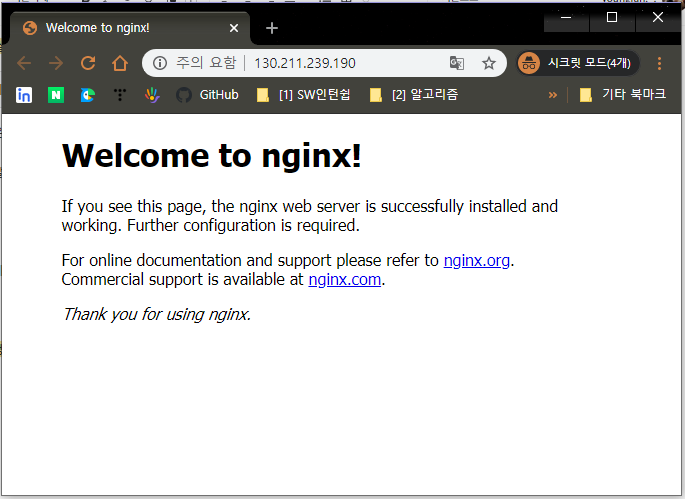 Welcome to nginx!
주의 요함 | 130.211.239.190
시크릿 모드(4개)
in N GitHub [1] SW인턴쉽 [2] 알고리즘 » 기타 북마크
Welcome to nginx!
If you see this page, the nginx web server is successfully installed and
working. Further configuration is required.
For online documentation and support please refer to nginx.org.
Commercial support is available at nginx.com.
Thank you for using nginx.